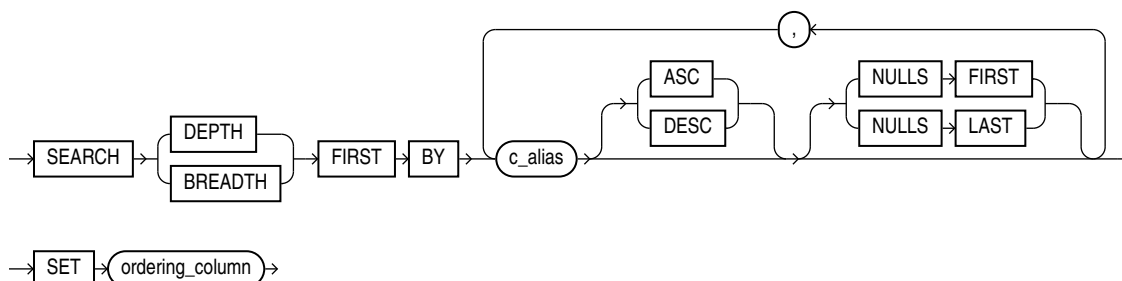 ,
ASC NULLS FIRST
DEPTH DESC NULLS LAST
SEARCH FIRST BY c_alias
BREADTH
SET ordering_column